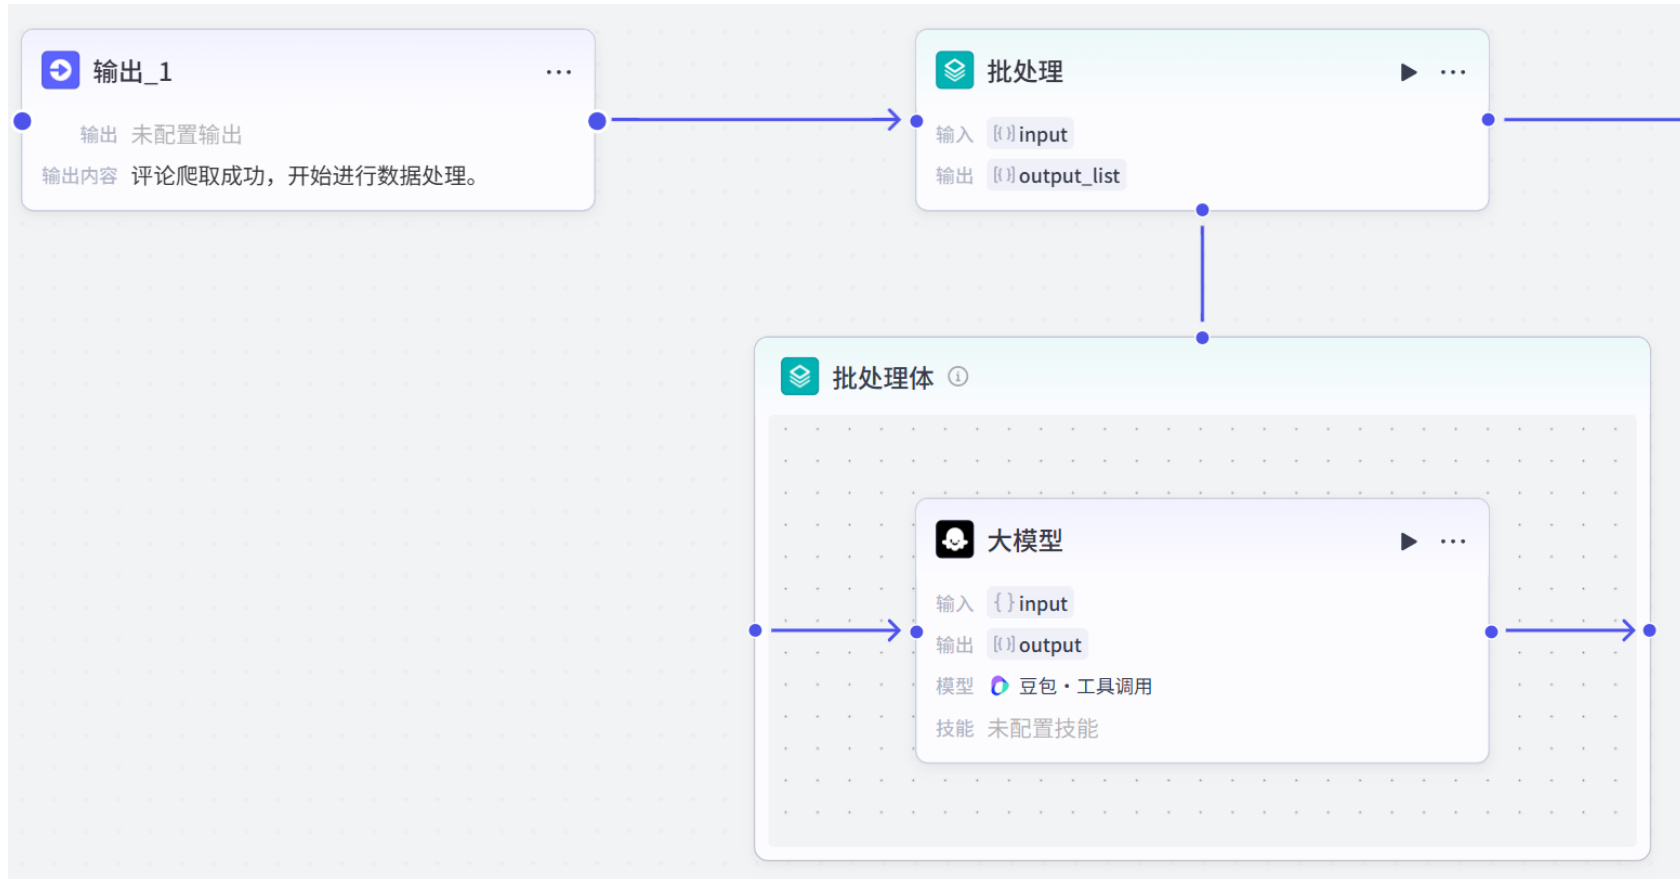 输出_1
输出 未配置输出
输出内容 评论爬取成功，开始进行数据处理。
批处理
输入 [{}] input
输出 [{}] output_list
批处理体
大模型
输入 {} input
输出 [{}] output
模型 豆包·工具调用
技能 未配置技能